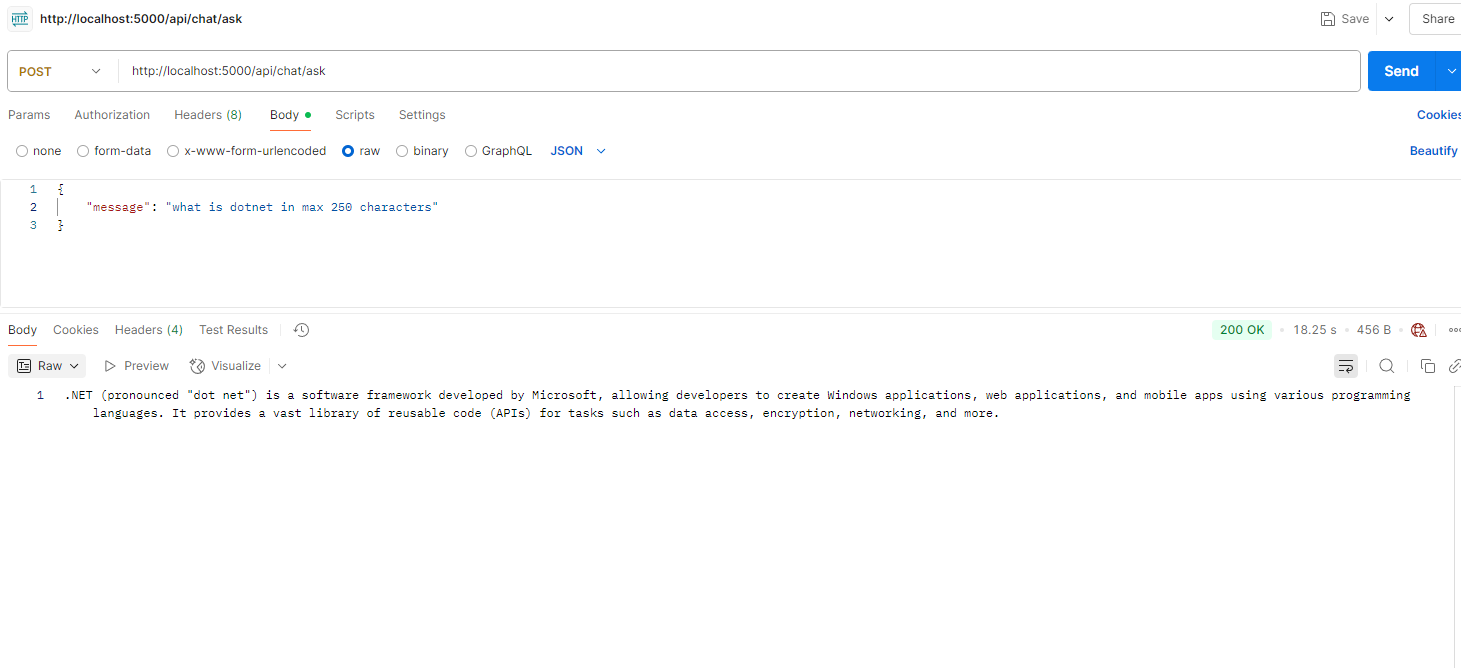 HTTP http://localhost:5000/api/chat/ask Save Share
POST http://localhost:5000/api/chat/ask Send
Params Authorization Headers (8) Body Scripts Settings Cookies
none form-data x-www-form-urlencoded raw binary GraphQL JSON Beautify
1 {
2 "message": "what is dotnet in max 250 characters"
3 }
Body Cookies Headers (4) Test Results 200 OK • 18.25 s • 456 B •
Raw Preview Visualize
1 .NET (pronounced "dot net") is a software framework developed by Microsoft, allowing developers to create Windows applications, web applications, and mobile apps using various programming
languages. It provides a vast library of reusable code (APIs) for tasks such as data access, encryption, networking, and more.